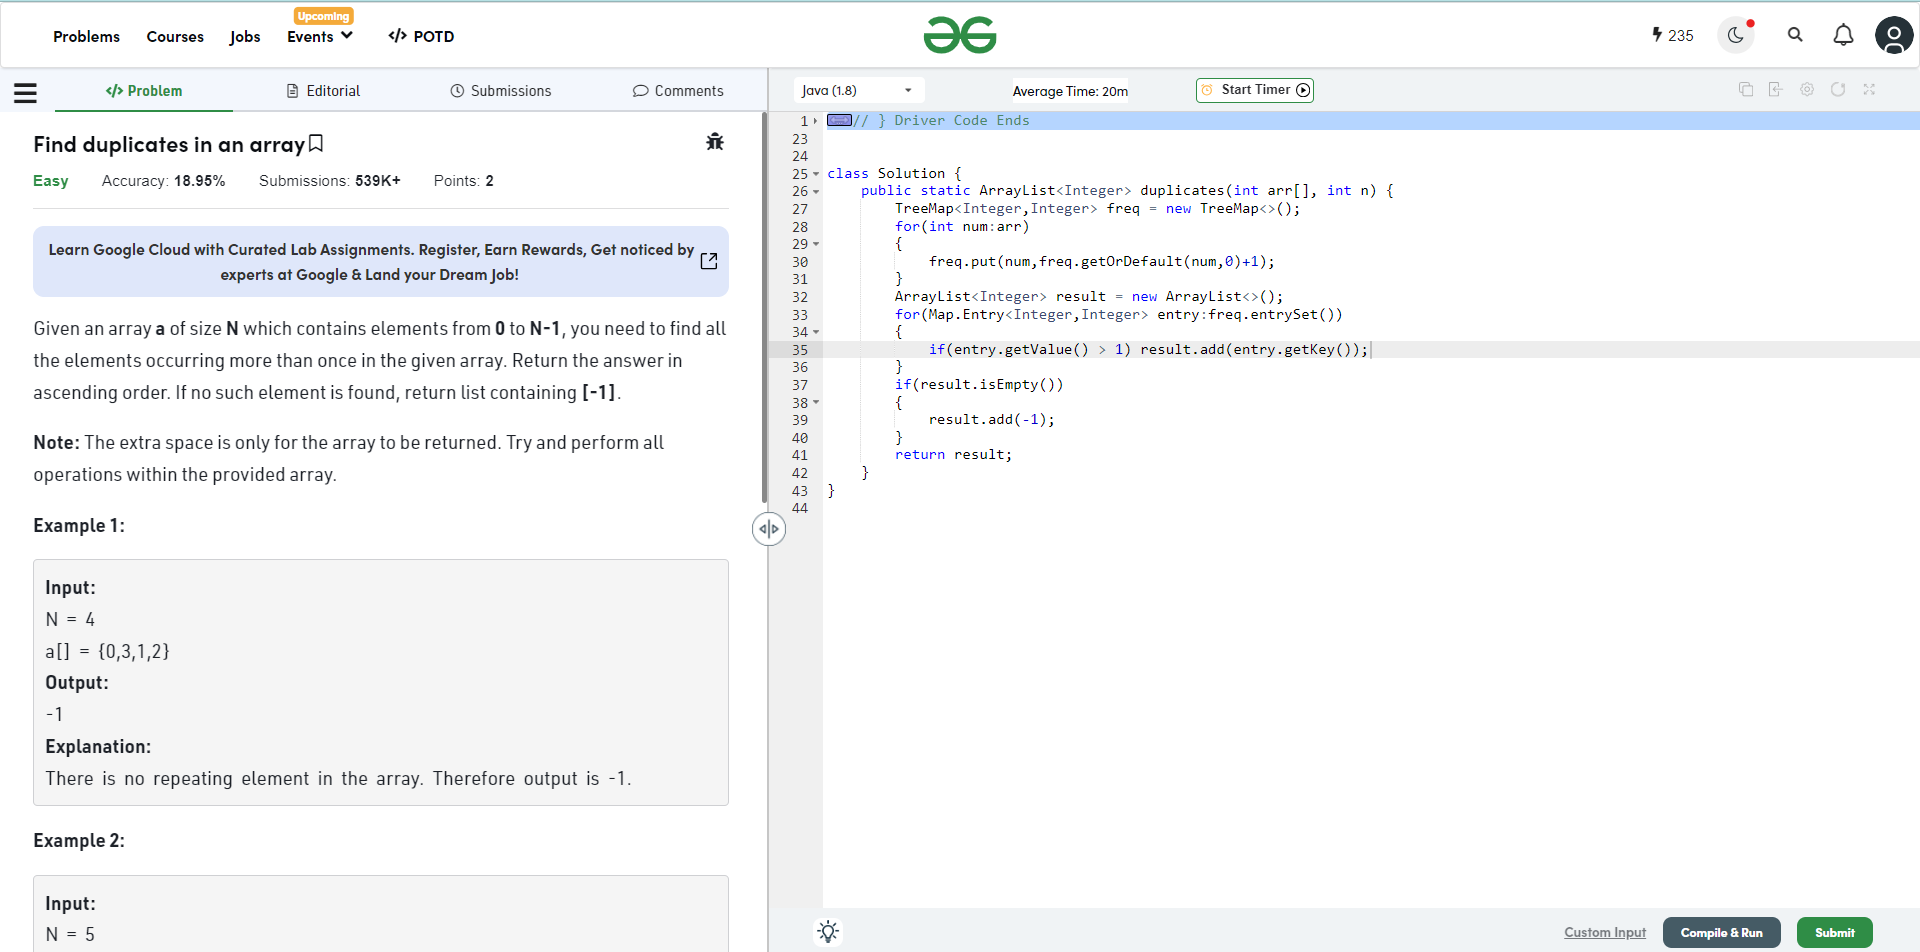 Problems Courses Jobs Upcoming Events </> POTD
235
</> Problem Editorial Submissions Comments
Java (1.8) Average Time: 20m Start Timer
Find duplicates in an array
Easy Accuracy: 18.95% Submissions: 539K+ Points: 2
Learn Google Cloud with Curated Lab Assignments. Register, Earn Rewards, Get noticed by
experts at Google & Land your Dream Job!
Given an array a of size N which contains elements from 0 to N-1, you need to find all
the elements occurring more than once in the given array. Return the answer in
ascending order. If no such element is found, return list containing [-1].
Note: The extra space is only for the array to be returned. Try and perform all
operations within the provided array.
Example 1:
Input:
N = 4
a[] = {0,3,1,2}
Output:
-1
Explanation:
There is no repeating element in the array. Therefore output is -1.
Example 2:
Input:
N = 5
1 // } Driver Code Ends
23
24
25 class Solution {
26     public static ArrayList<Integer> duplicates(int arr[], int n) {
27         TreeMap<Integer,Integer> freq = new TreeMap<>();
28         for(int num:arr)
29         {
30             freq.put(num,freq.getOrDefault(num,0)+1);
31         }
32         ArrayList<Integer> result = new ArrayList<>();
33         for(Map.Entry<Integer,Integer> entry:freq.entrySet())
34         {
35             if(entry.getValue() > 1) result.add(entry.getKey());
36         }
37         if(result.isEmpty())
38         {
39             result.add(-1);
40         }
41         return result;
42     }
43 }
44
Custom Input Compile & Run Submit